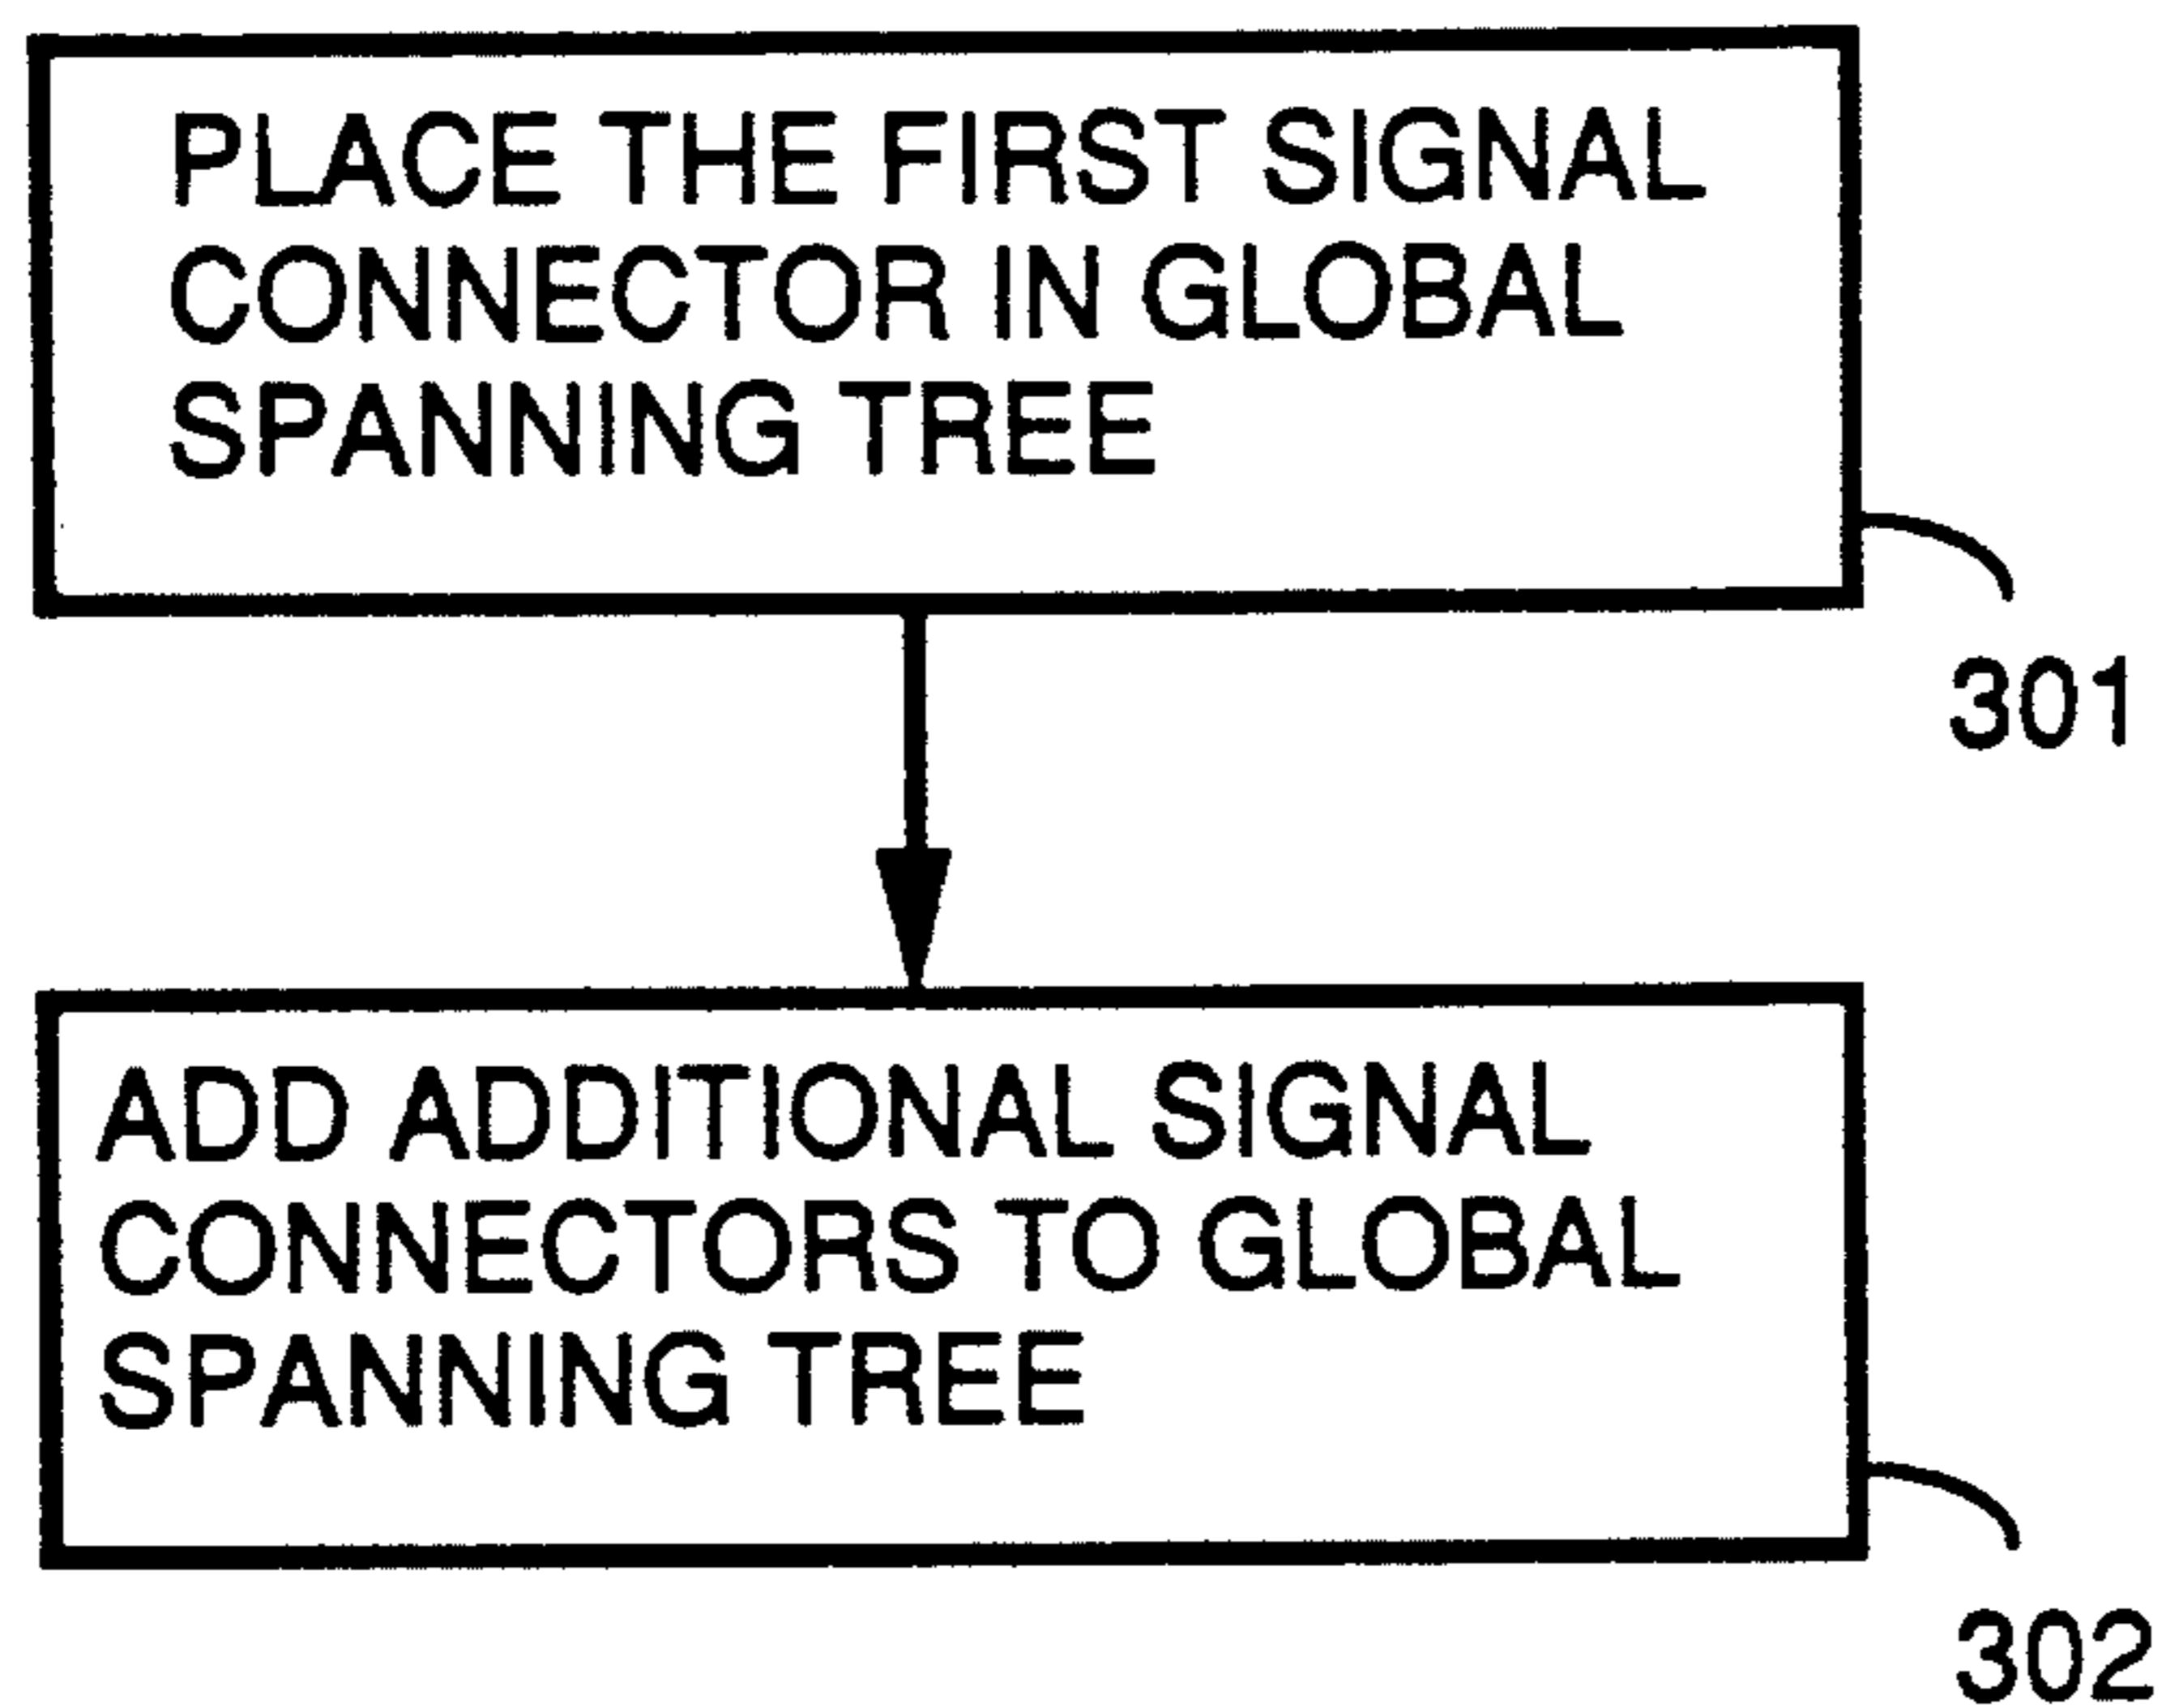 PLACE THE FIRST SIGNAL
CONNECTOR IN GLOBAL
SPANNING TREE
301
ADD ADDITIONAL SIGNAL
CONNECTORS TO GLOBAL
SPANNING TREE
302